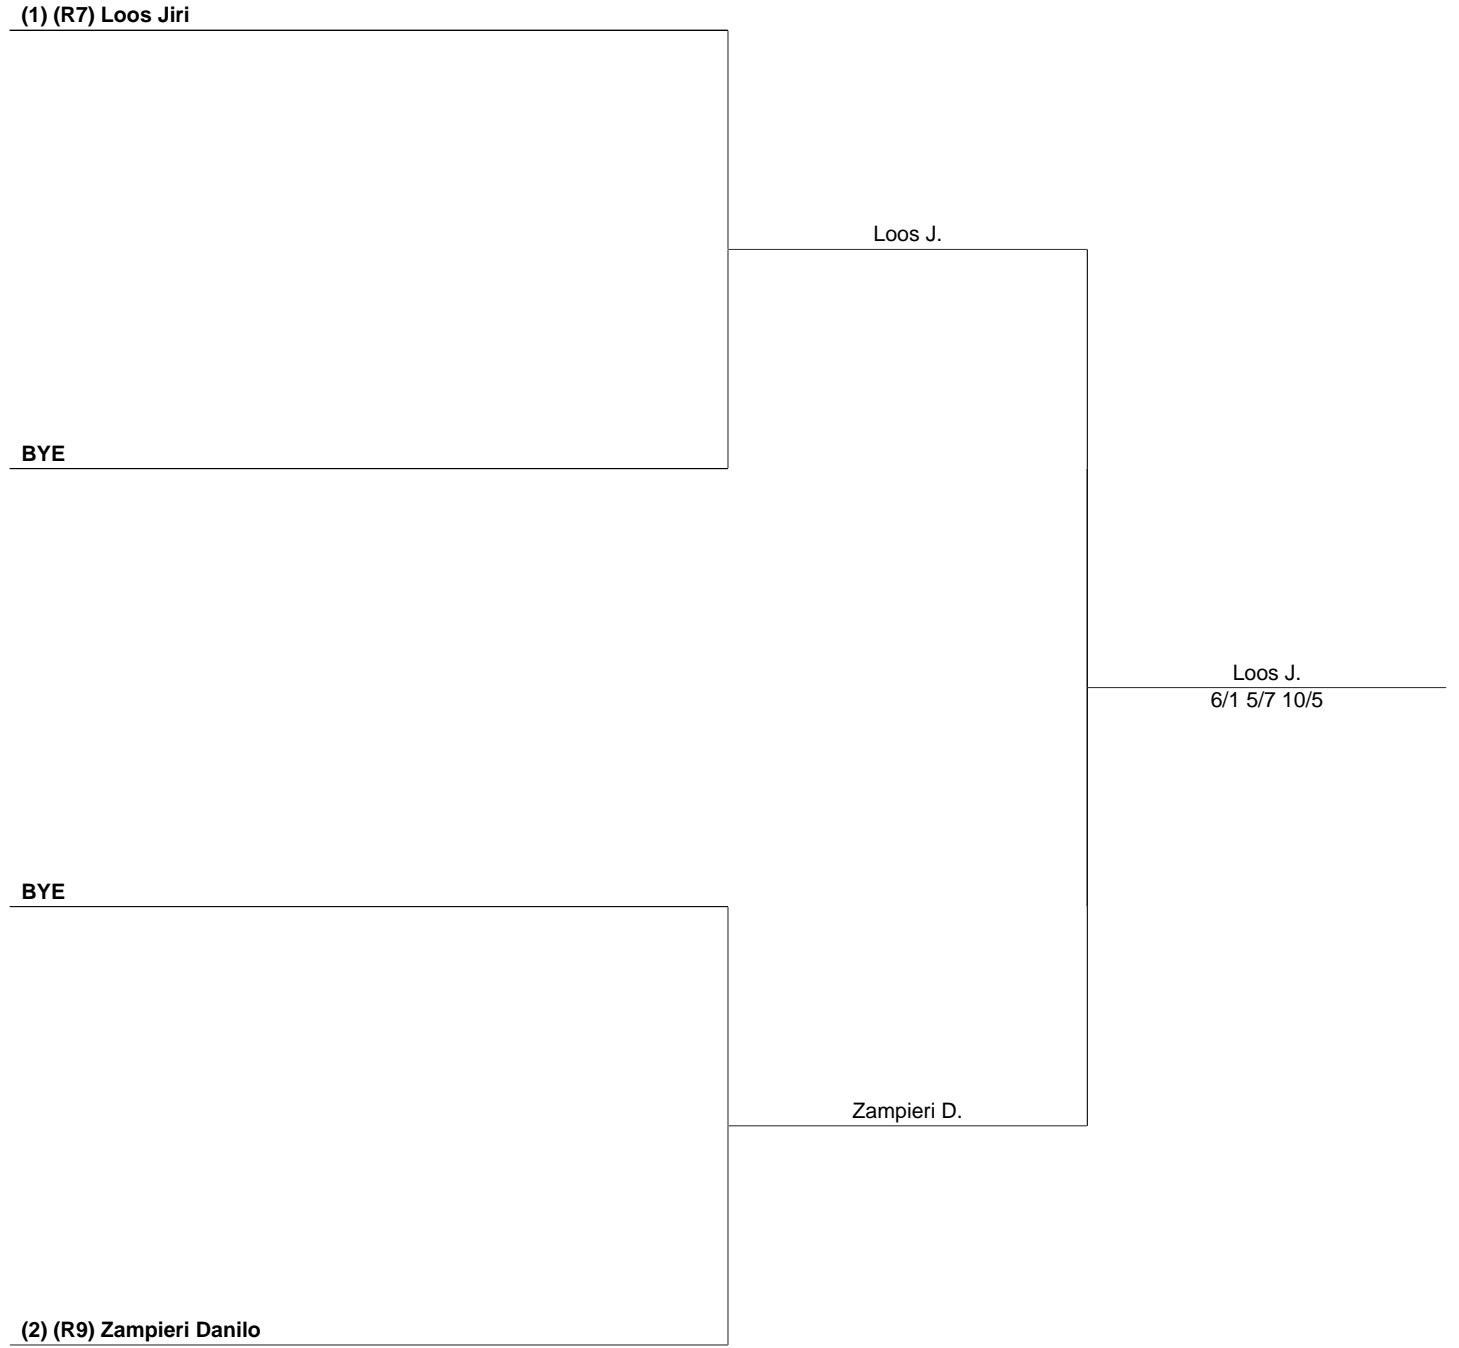 (1) (R7) Loos Jiri
Loos J.
BYE
Loos J.
6/1 5/7 10/5
BYE
Zampieri D.
(2) (R9) Zampieri Danilo